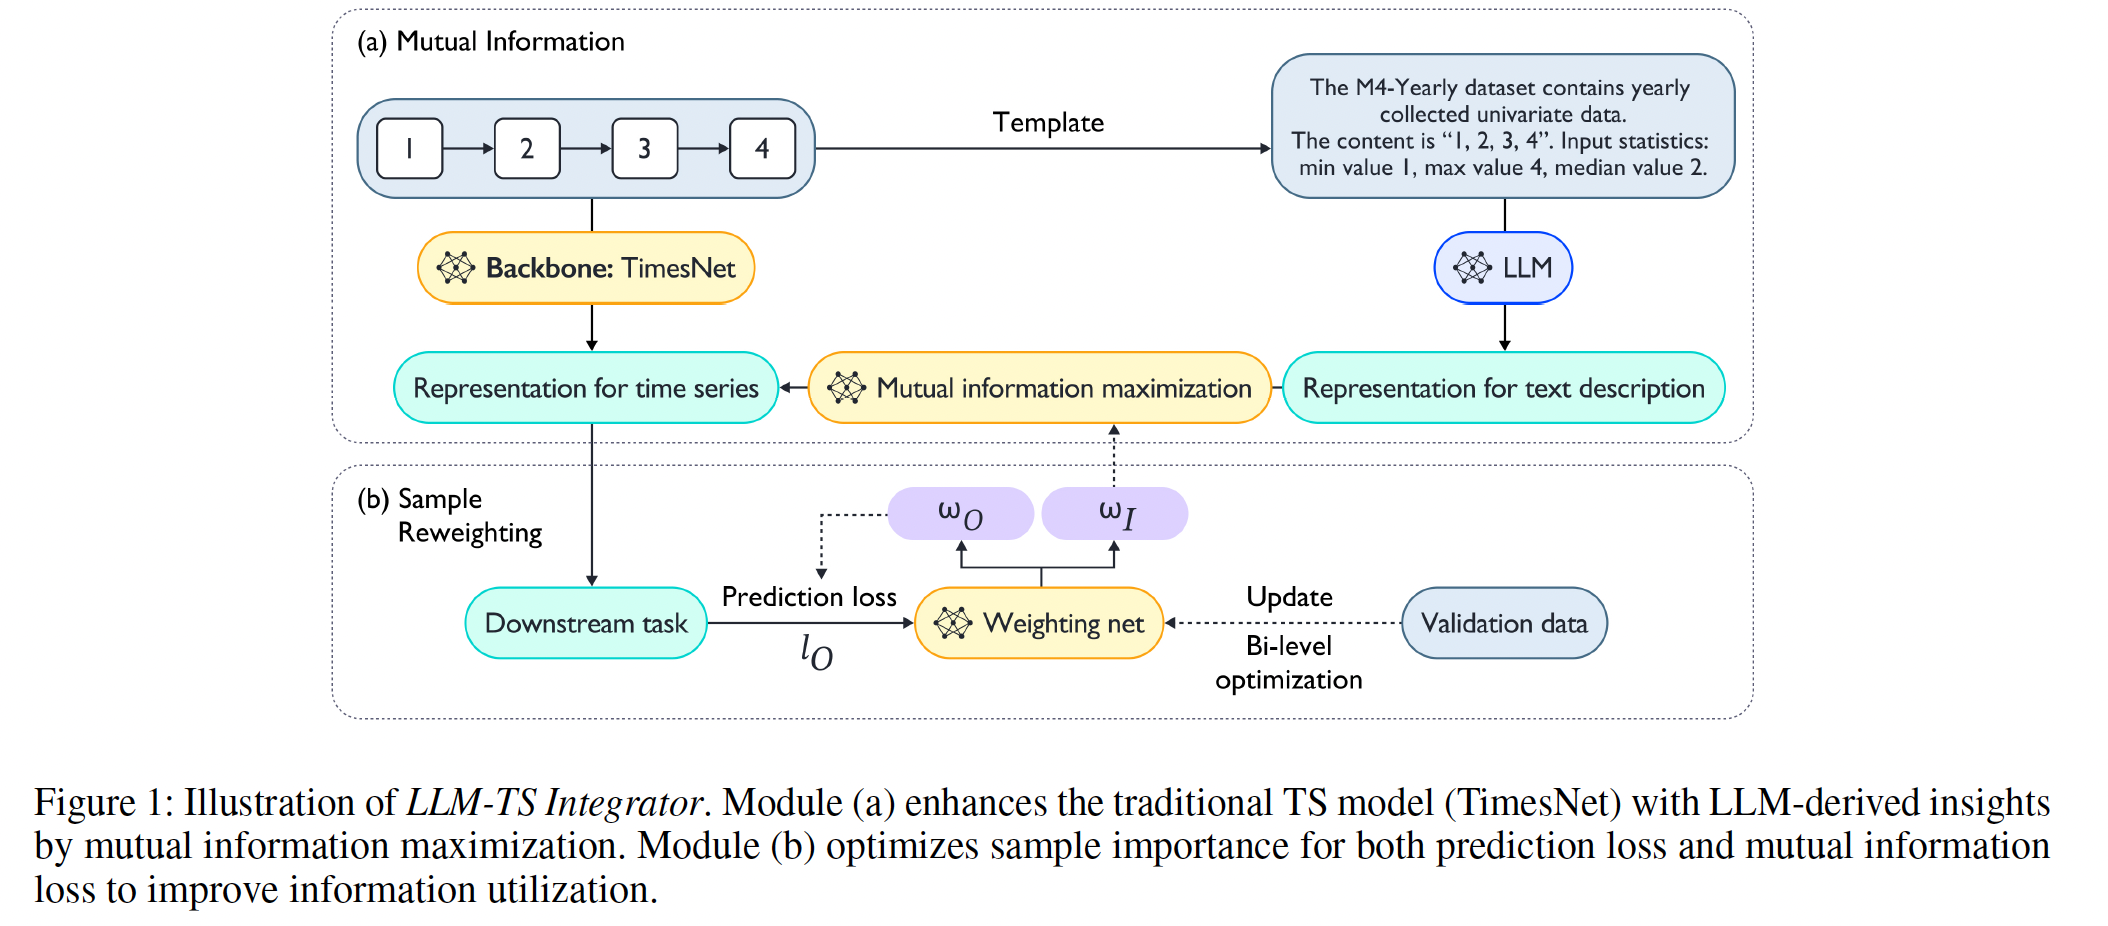 (a) Mutual Information
1
2
3
4
Template
The M4-Yearly dataset contains yearly
collected univariate data.
The content is “1, 2, 3, 4”. Input statistics:
min value 1, max value 4, median value 2.
Backbone: TimesNet
LLM
Representation for time series
Mutual information maximization
Representation for text description
(b) Sample
Reweighting
ω_O
ω_I
Downstream task
Prediction loss
l_O
Weighting net
Update
Bi-level
optimization
Validation data
Figure 1: Illustration of LLM-TS Integrator. Module (a) enhances the traditional TS model (TimesNet) with LLM-derived insights
by mutual information maximization. Module (b) optimizes sample importance for both prediction loss and mutual information
loss to improve information utilization.